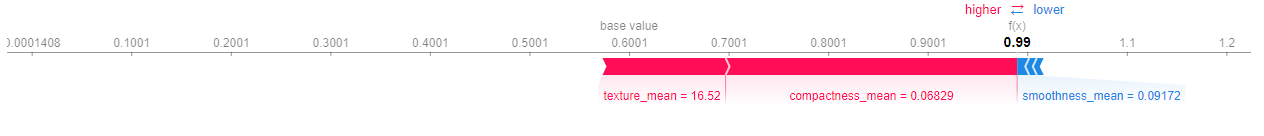 higher ⇄ lower
base value f(x)
0.0001408 0.1001 0.2001 0.3001 0.4001 0.5001 0.6001 0.7001 0.8001 0.9001 0.99 1.1 1.2
texture_mean = 16.52 compactness_mean = 0.06829 smoothness_mean = 0.09172